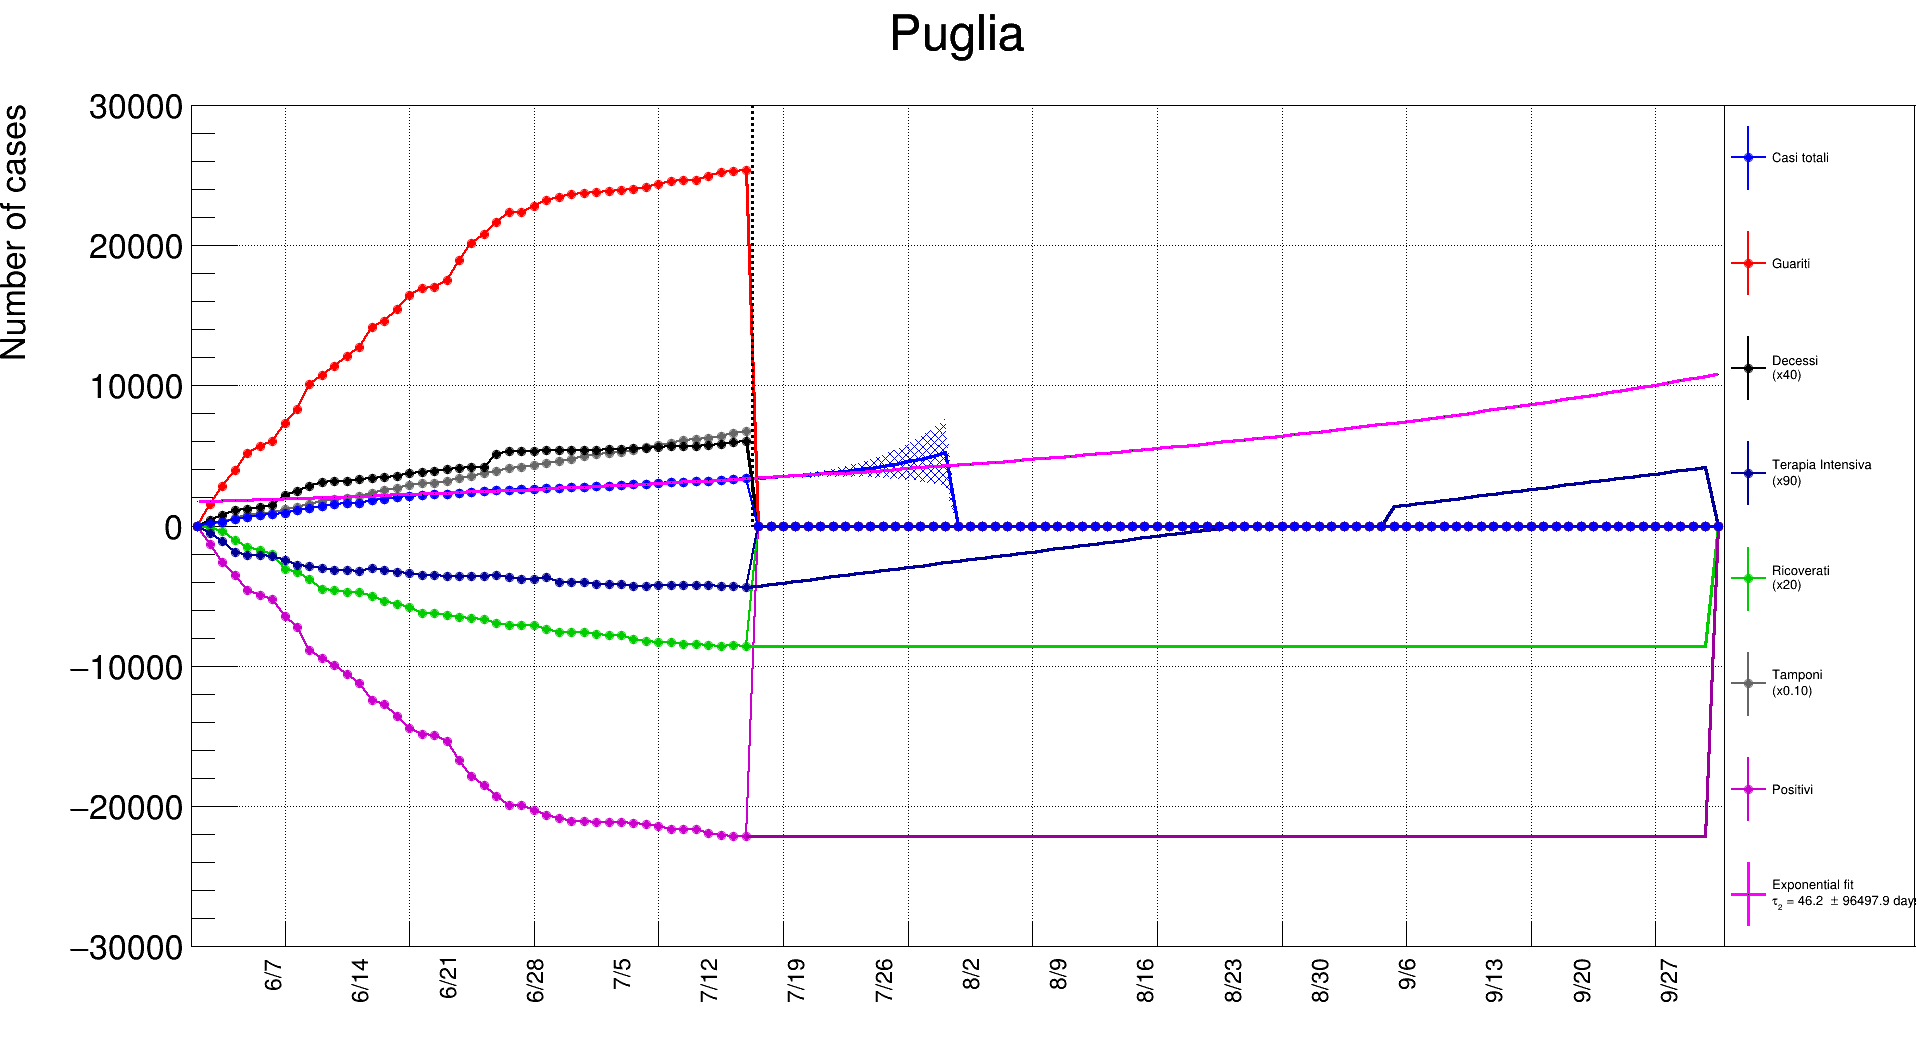 Puglia
Number of cases
30000
20000
10000
0
−10000
−20000
−30000
6/7
6/14
6/21
6/28
7/5
7/12
7/19
7/26
8/2
8/9
8/16
8/23
8/30
9/6
9/13
9/20
9/27
Casi totali
Guariti
Decessi
(x40)
Terapia Intensiva
(x90)
Ricoverati
(x20)
Tamponi
(x0.10)
Positivi
Exponential fit
τ2 = 46.2 ± 96497.9 days